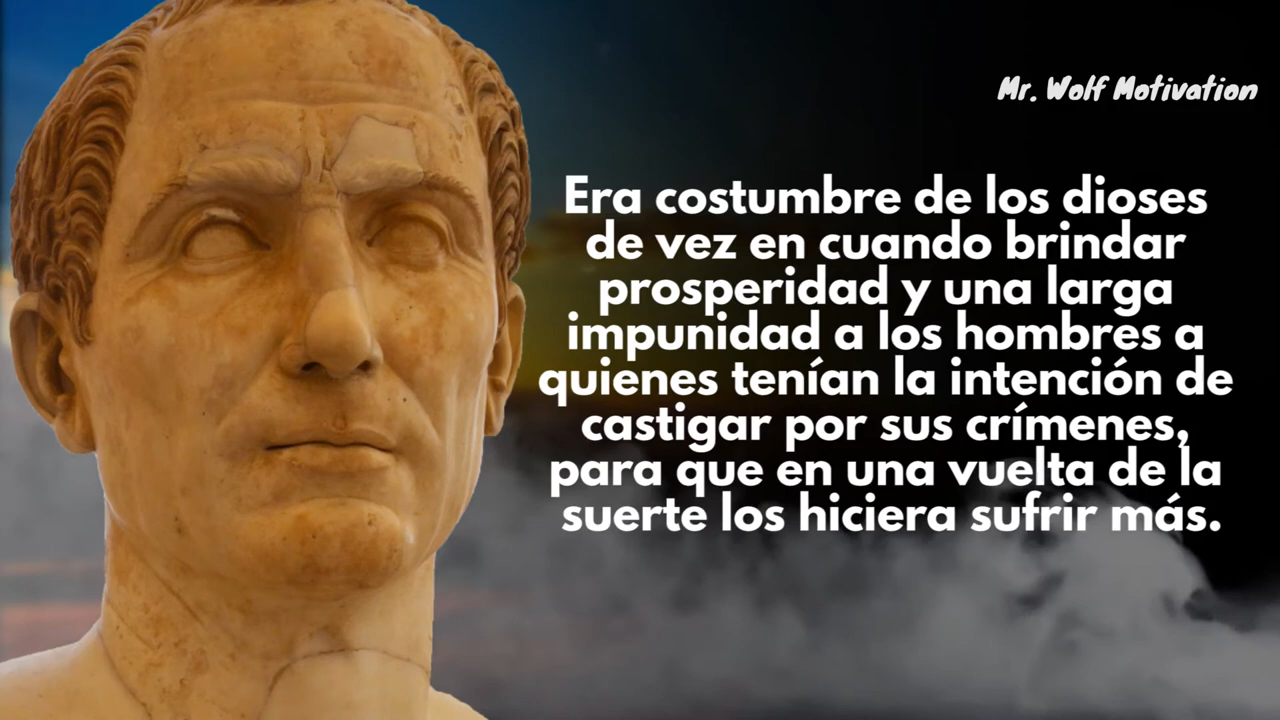 Mr. Wolf Motivation
Era costumbre de los dioses
de vez en cuando brindar
prosperidad y una larga
impunidad a los hombres a
quienes tenían la intención de
castigar por sus crímenes,
para que en una vuelta de la
suerte los hiciera sufrir más.